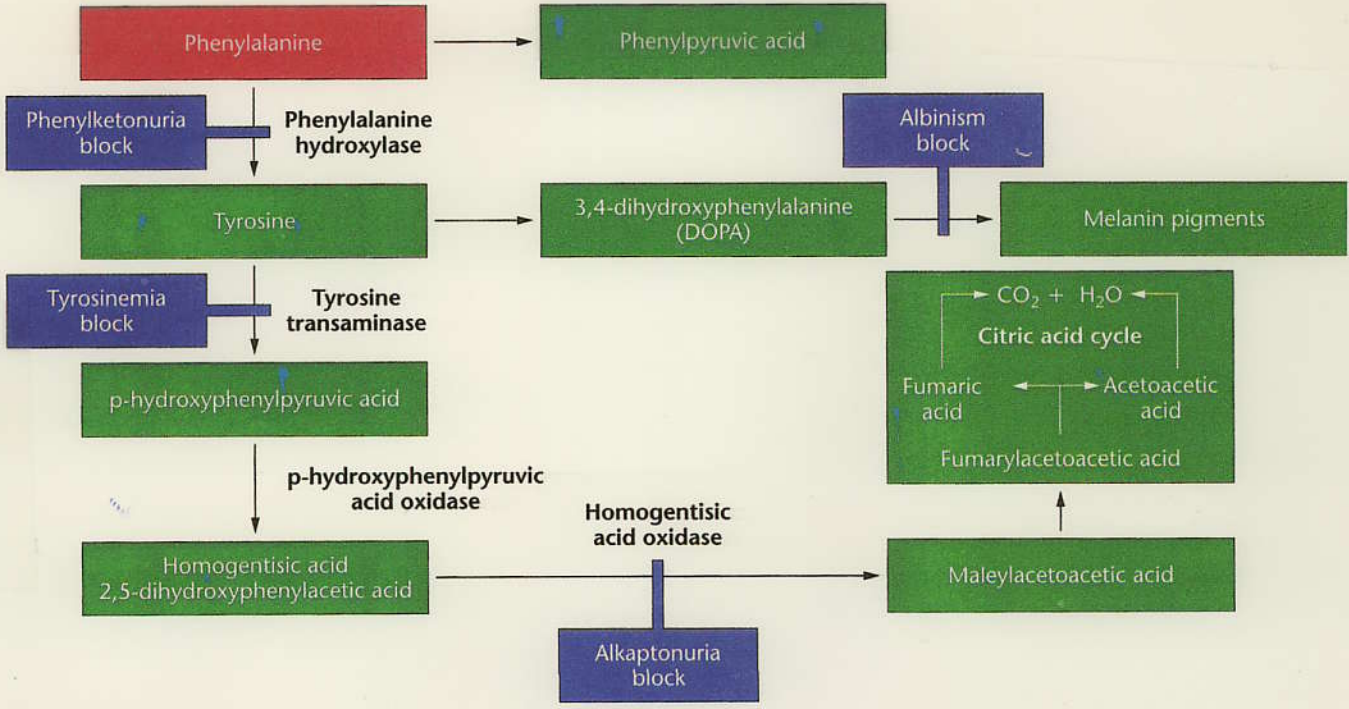 Phenylalanine
Phenylpyruvic acid
Phenylketonuria
block
Phenylalanine
hydroxylase
Albinism
block
Tyrosine
3,4-dihydroxyphenylalanine
(DOPA)
Melanin pigments
Tyrosinemia
block
Tyrosine
transaminase
CO₂ + H₂O
Citric acid cycle
Fumaric
acid
Acetoacetic
acid
Fumarylacetoacetic acid
p-hydroxyphenylpyruvic acid
p-hydroxyphenylpyruvic
acid oxidase
Homogentisic
acid oxidase
Homogentisic acid
2,5-dihydroxyphenylacetic acid
Maleylacetoacetic acid
Alkaptonuria
block